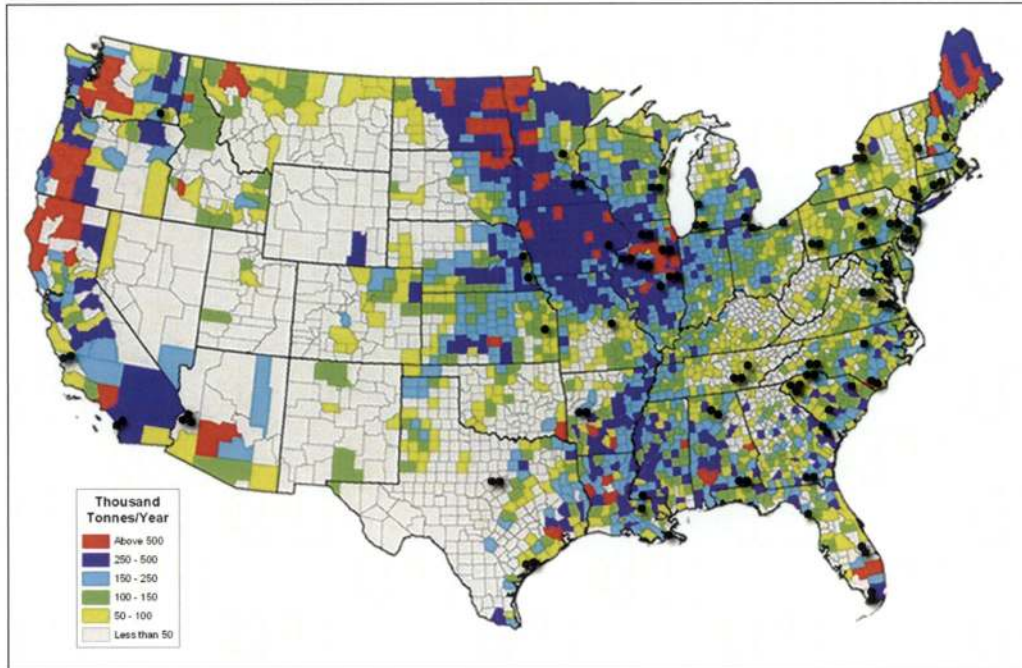 Thousand
Tonnes/Year
Above 500
250 - 500
150 - 250
100 - 150
50 - 100
Less than 50